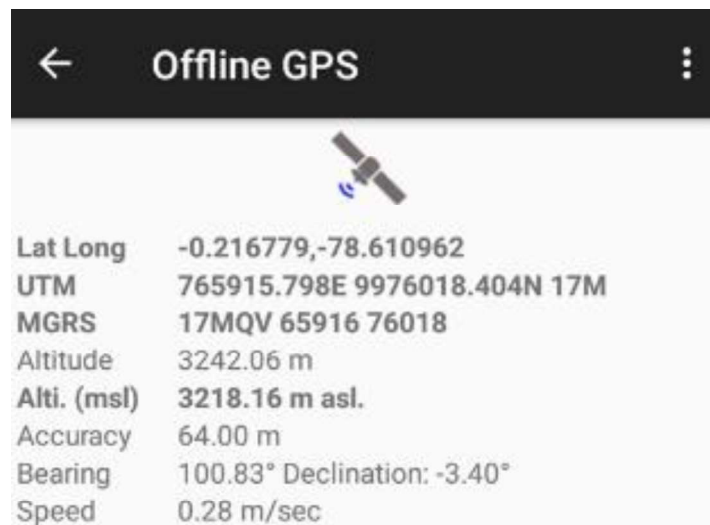 Offline GPS
Lat Long -0.216779,-78.610962
UTM 765915.798E 9976018.404N 17M
MGRS 17MQV 65916 76018
Altitude 3242.06 m
Alti. (msl) 3218.16 m asl.
Accuracy 64.00 m
Bearing 100.83° Declination: -3.40°
Speed 0.28 m/sec